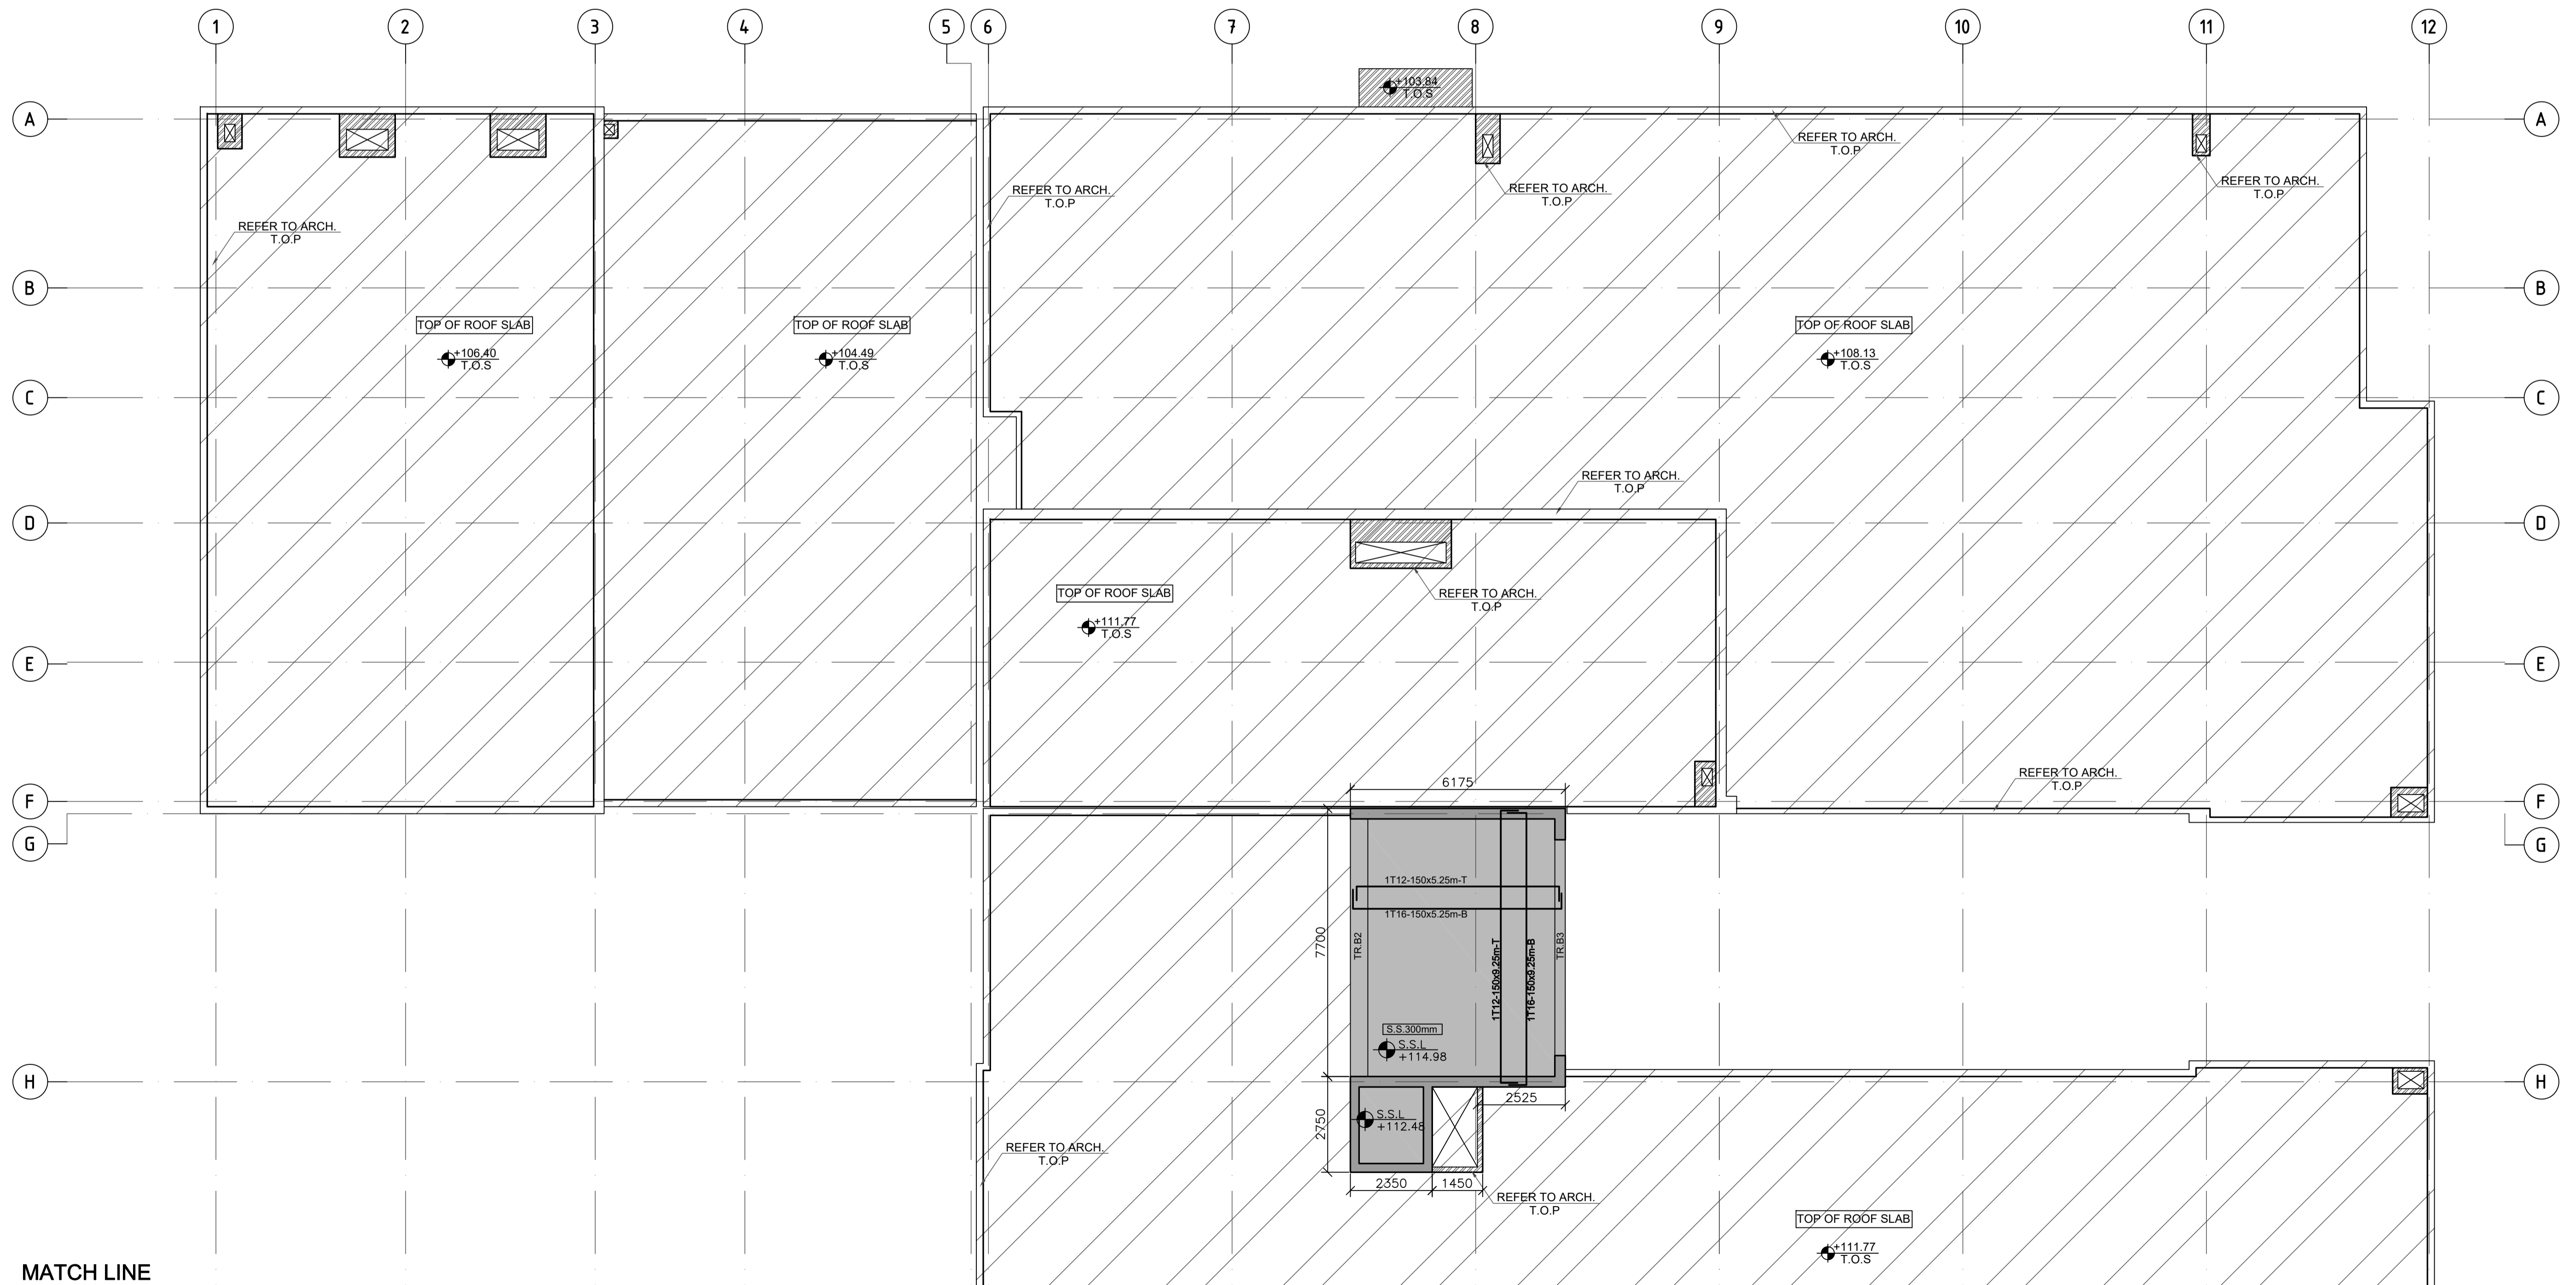 1 2 3 4 5 6 7 8 9 10 11 12
+103.84
T.O.S
A A
REFER TO ARCH.
T.O.P
REFER TO ARCH.
T.O.P
REFER TO ARCH.
T.O.P
REFER TO ARCH.
T.O.P
REFER TO ARCH.
T.O.P
B B
TOP OF ROOF SLAB
+106.40
T.O.S
TOP OF ROOF SLAB
+104.49
T.O.S
TOP OF ROOF SLAB
+108.13
T.O.S
C C
REFER TO ARCH.
T.O.P
D D
TOP OF ROOF SLAB
+111.77
T.O.S
REFER TO ARCH.
T.O.P
E E
REFER TO ARCH.
T.O.P
6175
F F
G G
1T12-150x5.25m-T
1T16-150x5.25m-B
7700
TR.B2
1T12-150x9.25m-T
1T16-150x9.25m-B
TR.B3
S.S.300mm
S.S.L
+114.98
H H
2525
2750
S.S.L
+112.48
REFER TO ARCH.
T.O.P
2350
1450
REFER TO ARCH.
T.O.P
TOP OF ROOF SLAB
+111.77
T.O.S
MATCH LINE